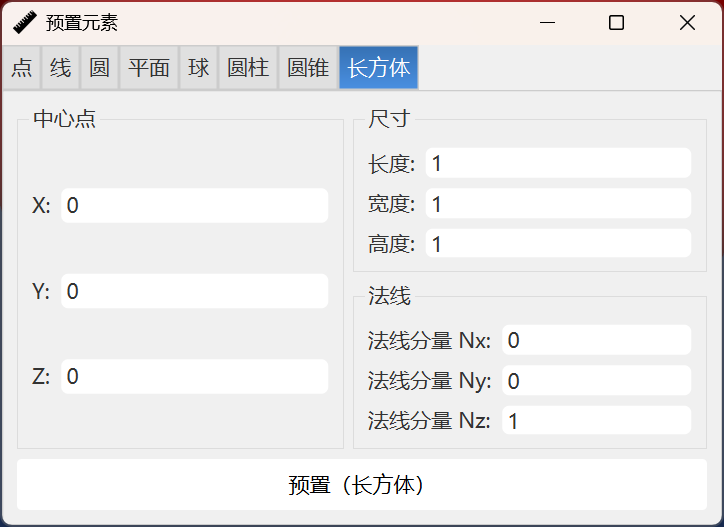 预置元素
点 线 圆 平面 球 圆柱 圆锥 长方体
中心点
X: 0
Y: 0
Z: 0
尺寸
长度: 1
宽度: 1
高度: 1
法线
法线分量 Nx: 0
法线分量 Ny: 0
法线分量 Nz: 1
预置（长方体）